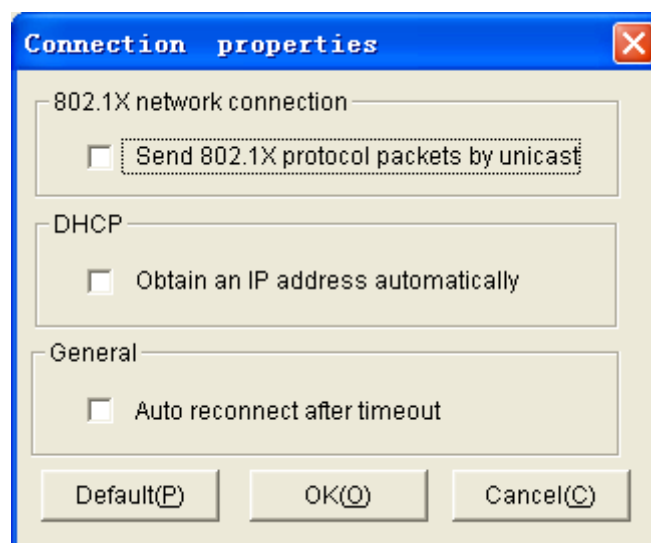 Connection properties
802.1X network connection
Send 802.1X protocol packets by unicast
DHCP
Obtain an IP address automatically
General
Auto reconnect after timeout
Default(P) OK(O) Cancel(C)